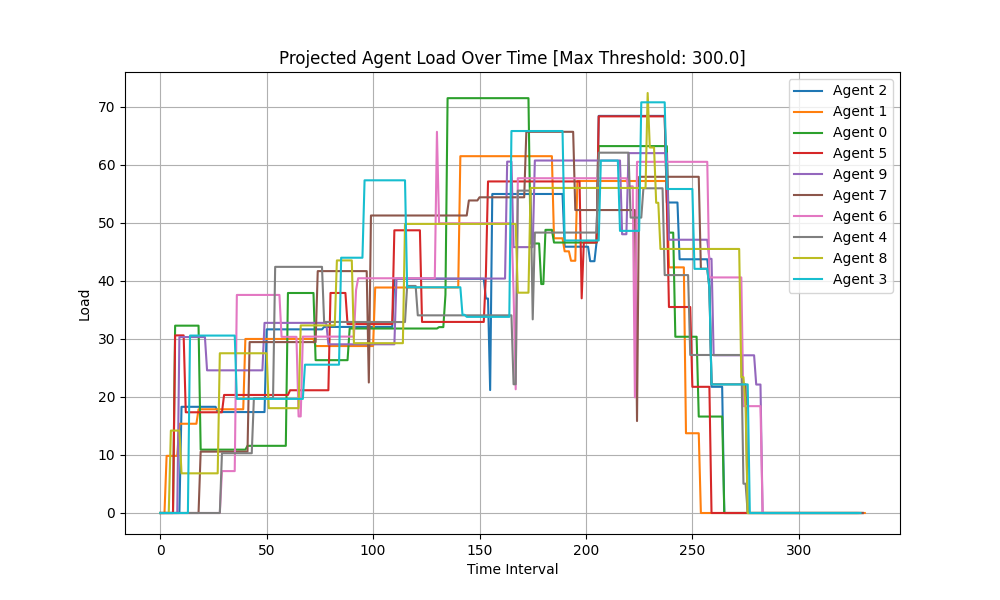 Projected Agent Load Over Time [Max Threshold: 300.0]
Load
70
60
50
40
30
20
10
0
0 50 100 150 200 250 300
Time Interval
Agent 2
Agent 1
Agent 0
Agent 5
Agent 9
Agent 7
Agent 6
Agent 4
Agent 8
Agent 3